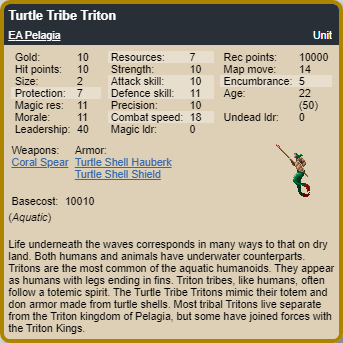 Turtle Tribe Triton
EA Pelagia Unit
Gold: 10 Resources: 7 Rec points: 10000
Hit points: 10 Strength: 10 Map move: 14
Size: 2 Attack skill: 10 Encumbrance: 5
Protection: 7 Defence skill: 11 Age: 22
Magic res: 11 Precision: 10 (50)
Morale: 11 Combat speed: 18 Undead ldr: 0
Leadership: 40 Magic ldr: 0
Weapons: Armor:
Coral Spear Turtle Shell Hauberk
Turtle Shell Shield
Basecost: 10010
(Aquatic)
Life underneath the waves corresponds in many ways to that on dry
land. Both humans and animals have underwater counterparts.
Tritons are the most common of the aquatic humanoids. They appear
as humans with legs ending in fins. Triton tribes, like humans, often
follow a totemic spirit. The Turtle Tribe Tritons mimic their totem and
don armor made from turtle shells. Most tribal Tritons live separate
from the Triton kingdom of Pelagia, but some have joined forces with
the Triton Kings.